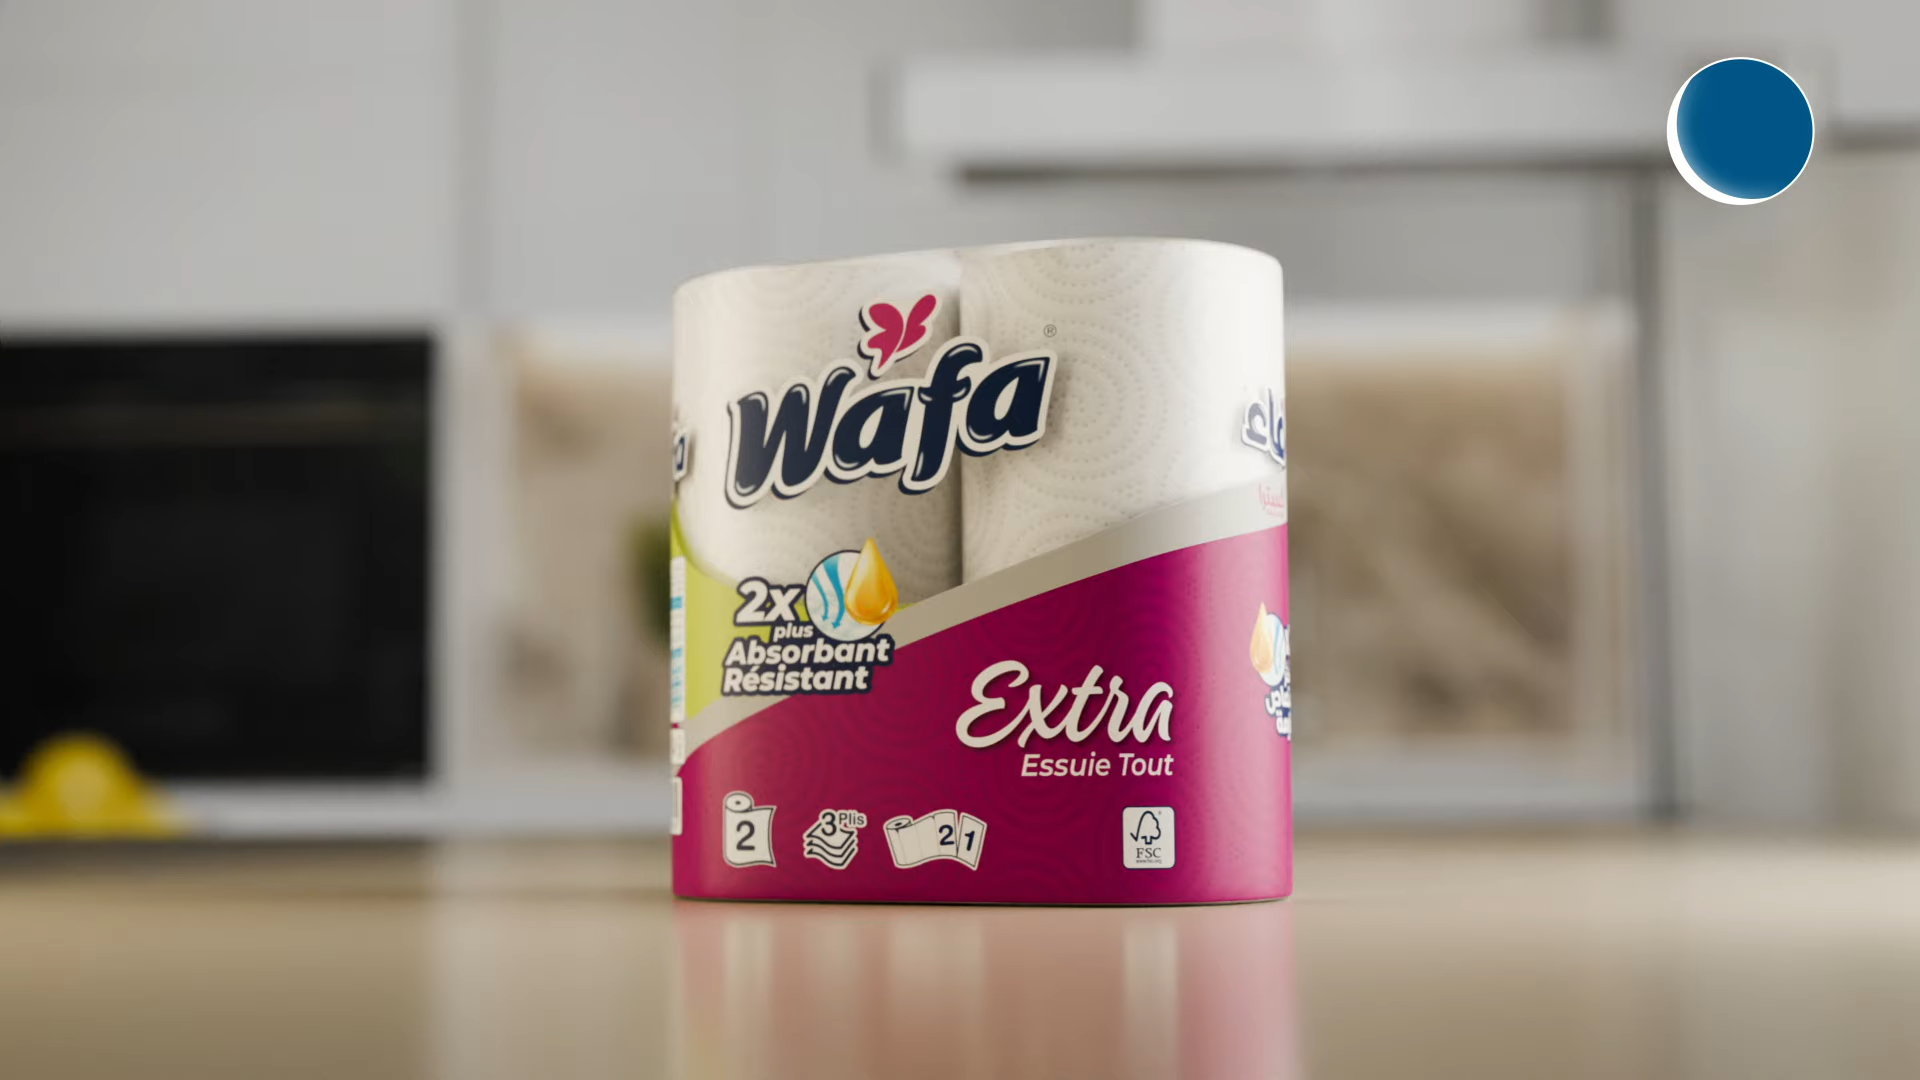 Wafa
®
2x
plus
Absorbant
Résistant
Extra
Essuie Tout
2
3 Plis
2 1
FSC